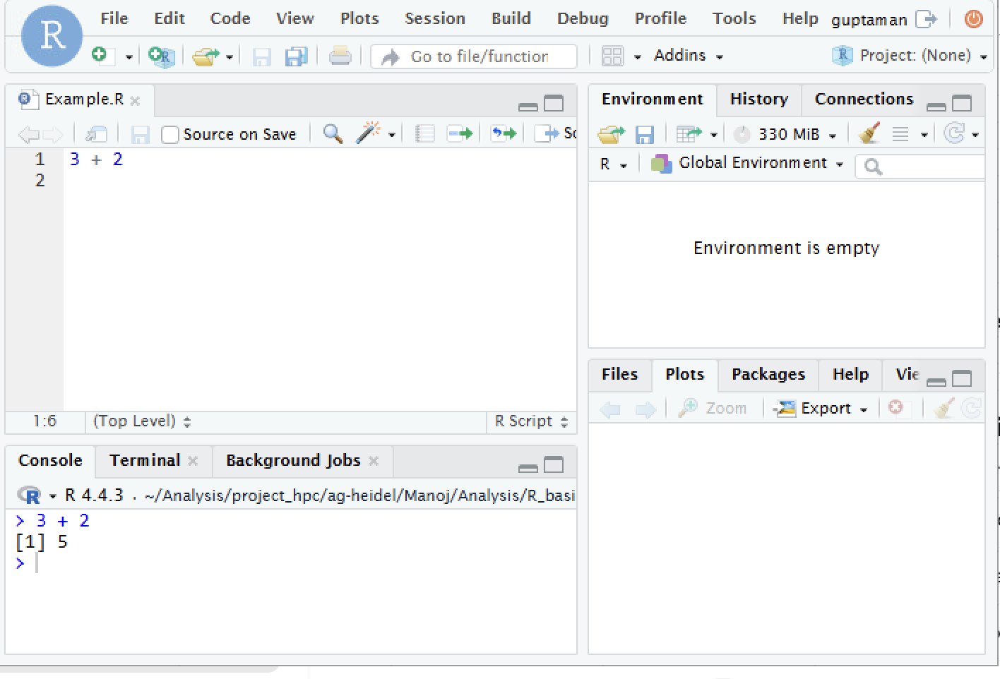 File Edit Code View Plots Session Build Debug Profile Tools Help guptaman
R
Go to file/function
Addins
Project: (None)
Example.R
Source on Save
1 3 + 2
2
1:6 (Top Level) R Script
Console Terminal Background Jobs
R 4.4.3 . ~/Analysis/project_hpc/ag-heidel/Manoj/Analysis/R_basi
> 3 + 2
[1] 5
>
Environment History Connections
330 MiB
R Global Environment
Environment is empty
Files Plots Packages Help Vie
Zoom Export